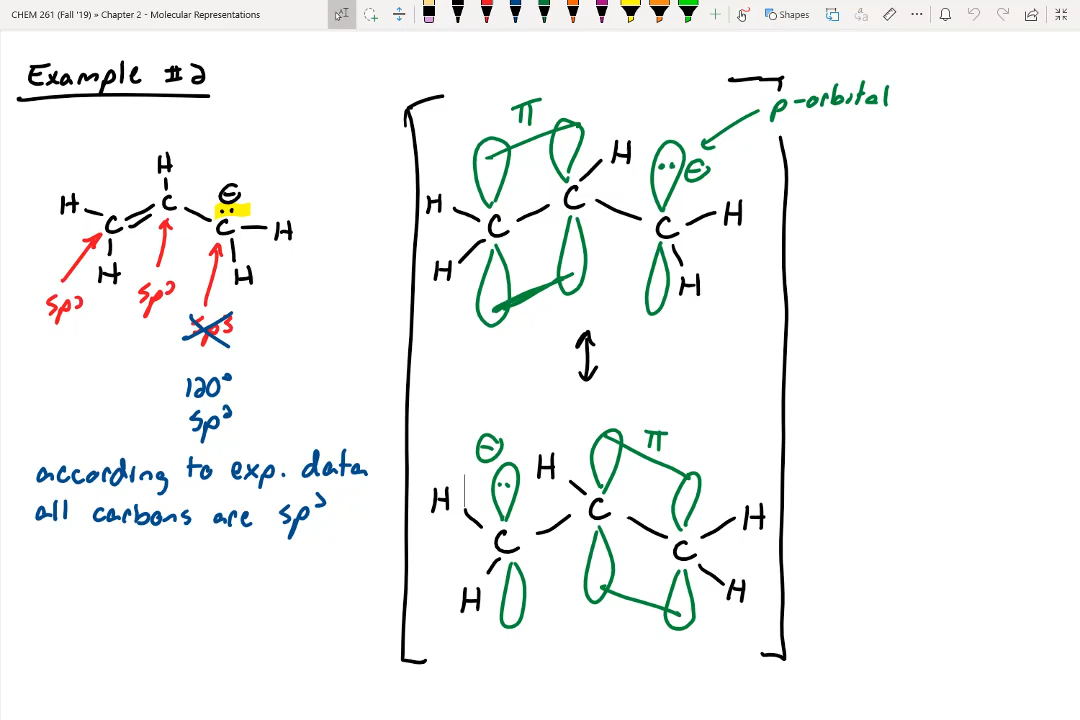 CHEM 261 (Fall '19) » Chapter 2 - Molecular Representations
Shapes
Example #2
H
H
C
C
⊖
··
C
H
H
H
sp²
sp²
sp3
120°
sp²
according to exp. data
all carbons are sp²
π
p-orbital
H
··
⊖
H
C
C
C
H
H
H
↕
⊖
π
H
H
··
C
C
C
H
H
H